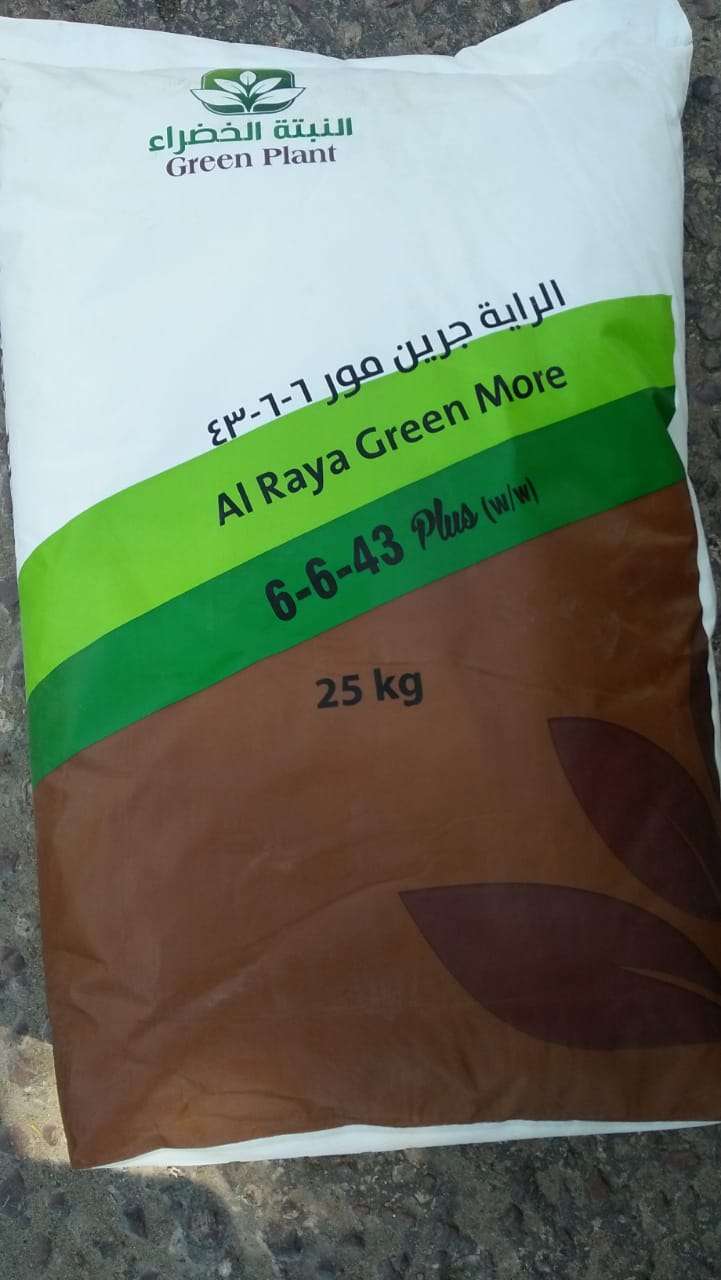 النبتة الخضراء
Green Plant
الراية جرين مور ٦-٦-٤٣
Al Raya Green More
6-6-43 Plus (w/w)
25 kg